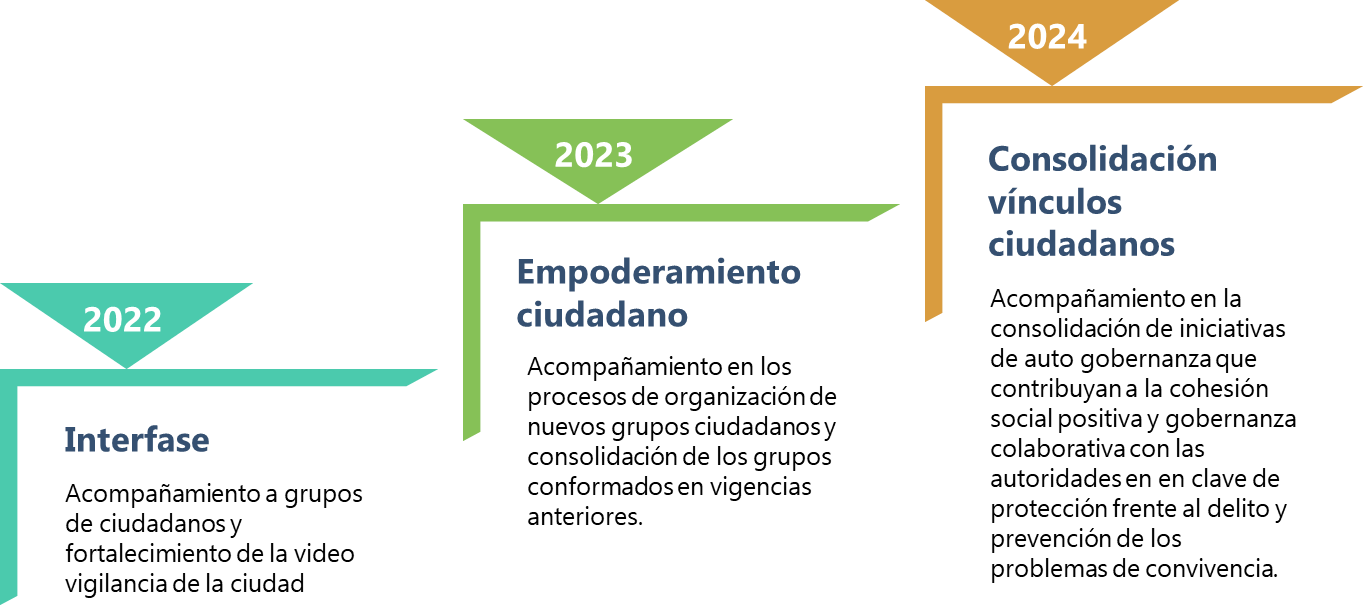 2022
Interfase
Acompañamiento a grupos
de ciudadanos y
fortalecimiento de la video
vigilancia de la ciudad
2023
Empoderamiento
ciudadano
Acompañamiento en los
procesos de organización de
nuevos grupos ciudadanos y
consolidación de los grupos
conformados en vigencias
anteriores.
2024
Consolidación
vínculos
ciudadanos
Acompañamiento en la
consolidación de iniciativas
de auto gobernanza que
contribuyan a la cohesión
social positiva y gobernanza
colaborativa con las
autoridades en en clave de
protección frente al delito y
prevención de los
problemas de convivencia.